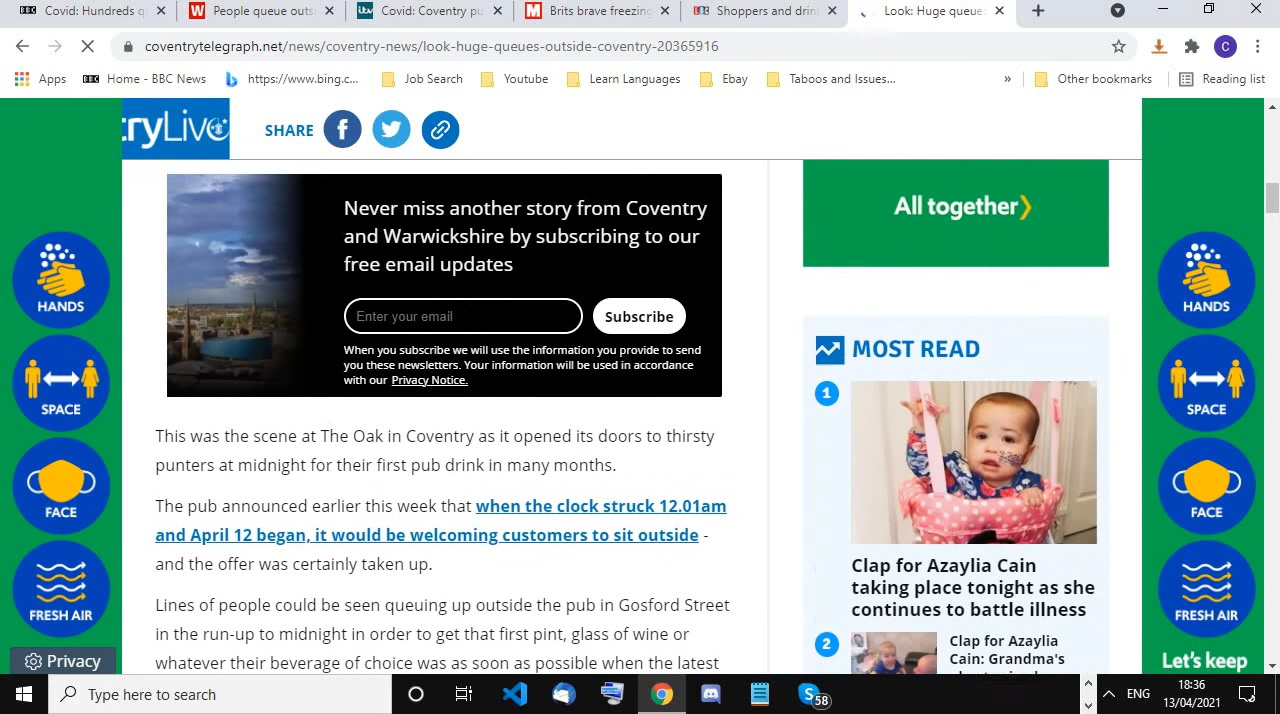 Covid: Hundreds q
People queue outs
Covid: Coventry pu
Brits brave freezing
Shoppers and drin
Look: Huge queue
coventrytelegraph.net/news/coventry-news/look-huge-queues-outside-coventry-20365916
C
Apps
Home - BBC News
https://www.bing.c...
Job Search
Youtube
Learn Languages
Ebay
Taboos and Issues...
»
Other bookmarks
Reading list
ryLive
SHARE
Never miss another story from Coventry
and Warwickshire by subscribing to our
free email updates
Enter your email
Subscribe
When you subscribe we will use the information you provide to send
you these newsletters. Your information will be used in accordance
with our Privacy Notice.
This was the scene at The Oak in Coventry as it opened its doors to thirsty
punters at midnight for their first pub drink in many months.
The pub announced earlier this week that when the clock struck 12.01am
and April 12 began, it would be welcoming customers to sit outside -
and the offer was certainly taken up.
Lines of people could be seen queuing up outside the pub in Gosford Street
in the run-up to midnight in order to get that first pint, glass of wine or
whatever their beverage of choice was as soon as possible when the latest
All together
MOST READ
1
Clap for Azaylia Cain
taking place tonight as she
continues to battle illness
2
Clap for Azaylia
Cain: Grandma's
HANDS
SPACE
FACE
FRESH AIR
Privacy
HANDS
SPACE
FACE
FRESH AIR
Let's keep
Type here to search
58
ENG
18:36
13/04/2021